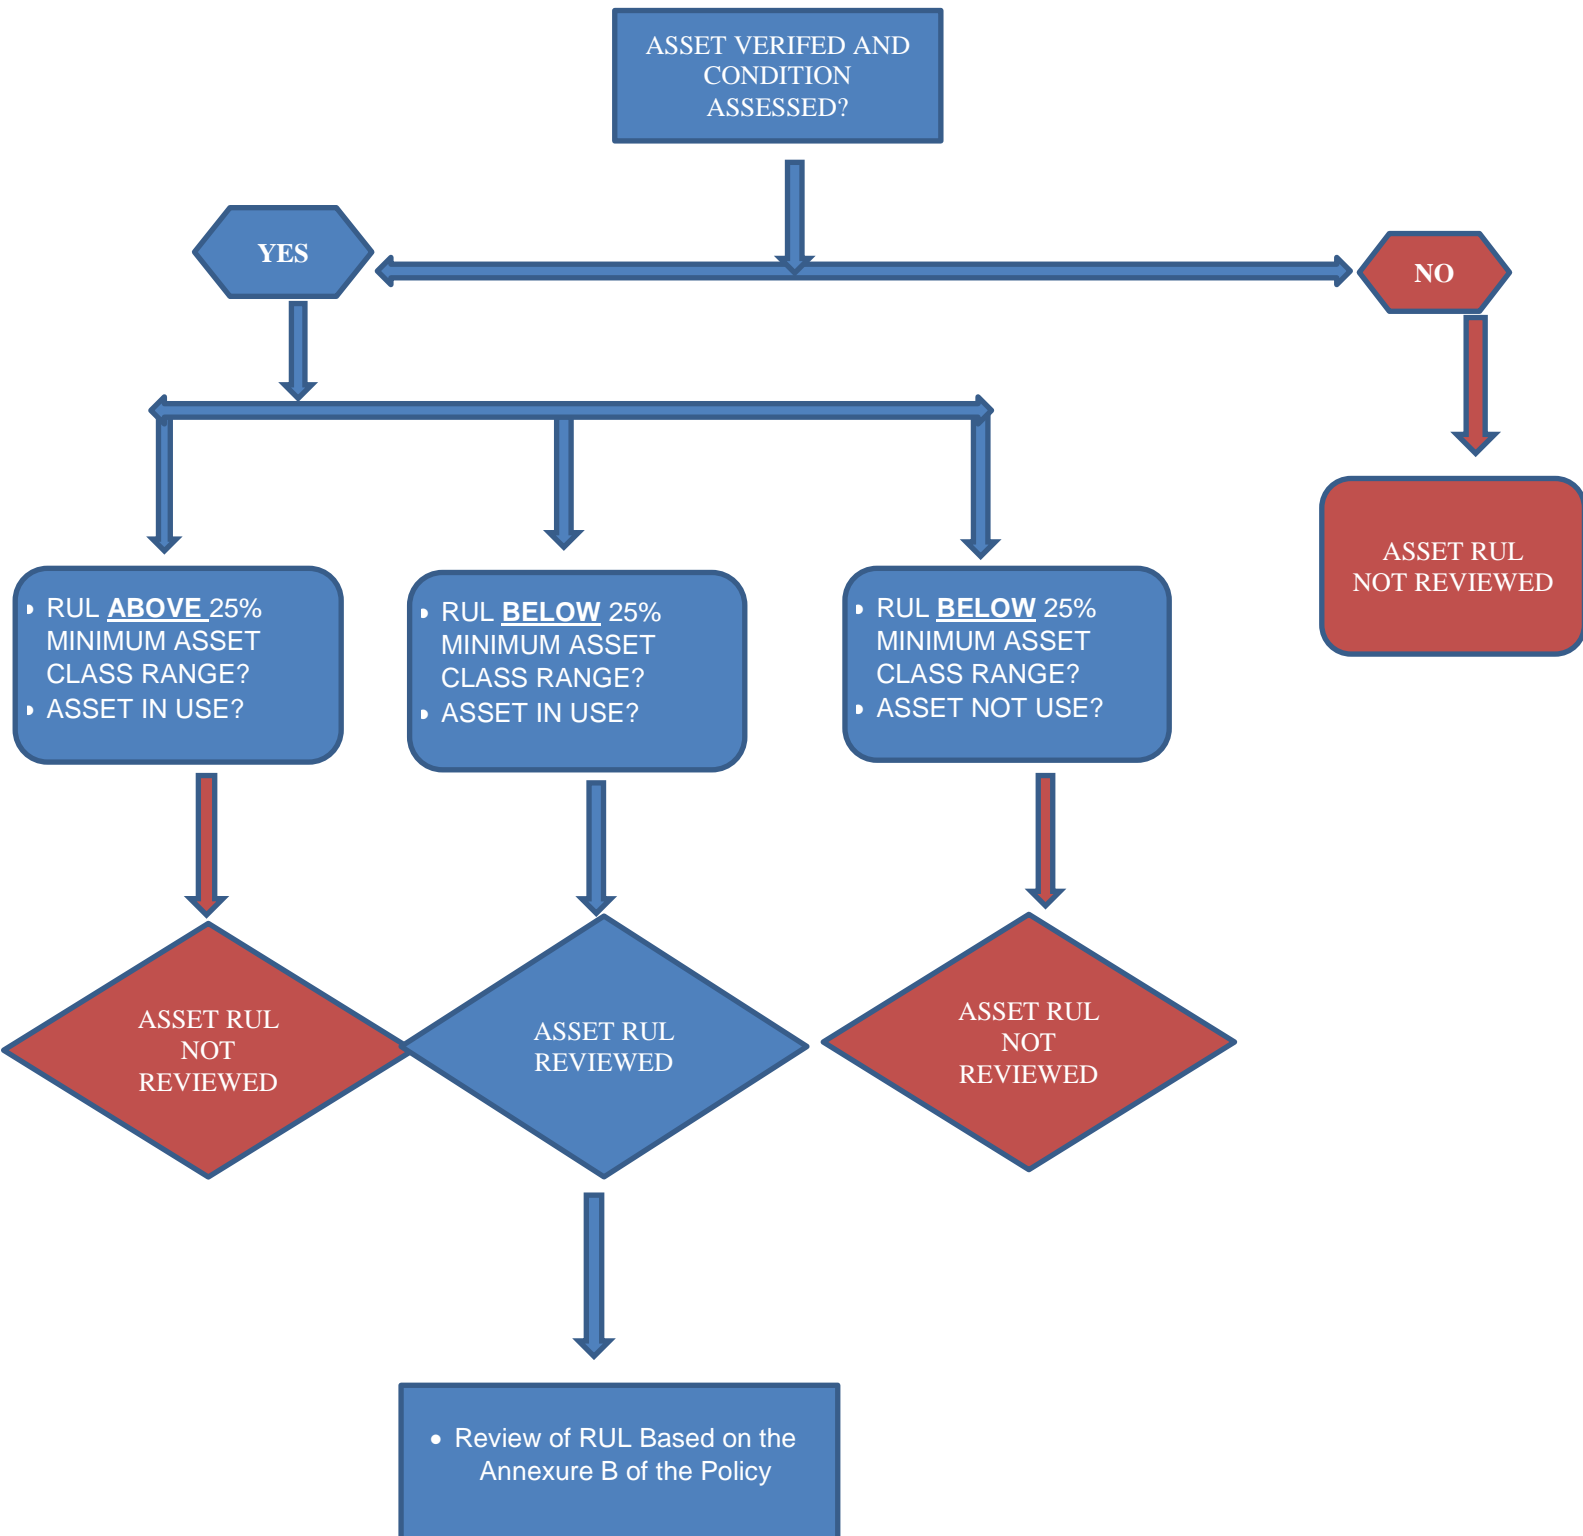 ASSET VERIFED AND
CONDITION
ASSESSED?
YES
NO
• RUL ABOVE 25%
MINIMUM ASSET
CLASS RANGE?
• ASSET IN USE?
• RUL BELOW 25%
MINIMUM ASSET
CLASS RANGE?
• ASSET IN USE?
• RUL BELOW 25%
MINIMUM ASSET
CLASS RANGE?
• ASSET NOT USE?
ASSET RUL
NOT REVIEWED
ASSET RUL
NOT
REVIEWED
ASSET RUL
REVIEWED
ASSET RUL
NOT
REVIEWED
• Review of RUL Based on the
Annexure B of the Policy